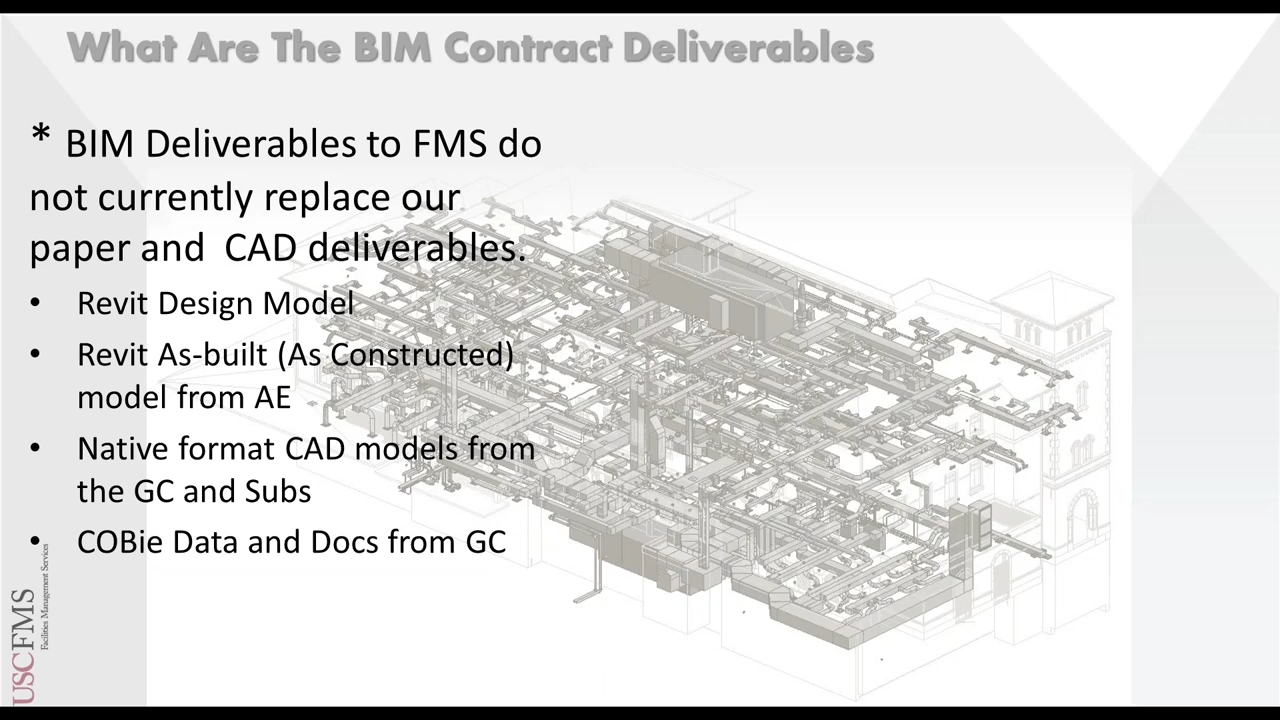 What Are The BIM Contract Deliverables
* BIM Deliverables to FMS do
not currently replace our
paper and CAD deliverables.
• Revit Design Model
• Revit As-built (As Constructed)
model from AE
• Native format CAD models from
the GC and Subs
• COBie Data and Docs from GC
USCFMS
Facilities Management Services